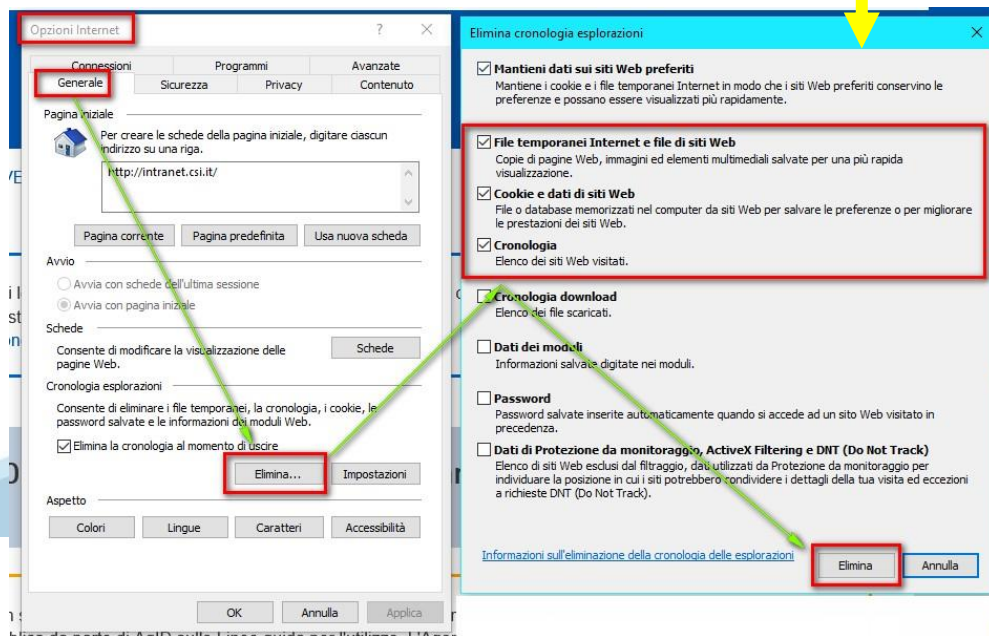 Opzioni Internet
Connessioni Programmi Avanzate
Generale Sicurezza Privacy Contenuto
Pagina iniziale
Per creare le schede della pagina iniziale, digitare ciascun
indirizzo su una riga.
http://intranet.csi.it/
Pagina corrente Pagina predefinita Usa nuova scheda
Avvio
Avvia con schede dell'ultima sessione
Avvia con pagina iniziale
Schede
Consente di modificare la visualizzazione delle
pagine Web.
Schede
Cronologia esplorazioni
Consente di eliminare i file temporanei, la cronologia, i cookie, le
password salvate e le informazioni dei moduli Web.
Elimina la cronologia al momento di uscire
Elimina... Impostazioni
Aspetto
Colori Lingue Caratteri Accessibilità
OK Annulla Applica
Elimina cronologia esplorazioni
Mantieni dati sui siti Web preferiti
Mantiene i cookie e i file temporanei Internet in modo che i siti Web preferiti conservino le
preferenze e possano essere visualizzati più rapidamente.
File temporanei Internet e file di siti Web
Copie di pagine Web, immagini ed elementi multimediali salvate per una più rapida
visualizzazione.
Cookie e dati di siti Web
File o database memorizzati nel computer da siti Web per salvare le preferenze o per migliorare
le prestazioni dei siti Web.
Cronologia
Elenco dei siti Web visitati.
Cronologia download
Elenco dei file scaricati.
Dati dei moduli
Informazioni salvate digitate nei moduli.
Password
Password salvate inserite automaticamente quando si accede ad un sito Web visitato in
precedenza.
Dati di Protezione da monitoraggio, ActiveX Filtering e DNT (Do Not Track)
Elenco di siti Web esclusi dal filtraggio, dati utilizzati da Protezione da monitoraggio per
individuare la posizione in cui i siti potrebbero condividere i dettagli della tua visita ed eccezioni
a richieste DNT (Do Not Track).
Informazioni sull'eliminazione della cronologia delle esplorazioni
Elimina Annulla
da parte di AgID sulle Linee guida per l'utilizzo. L'Agen